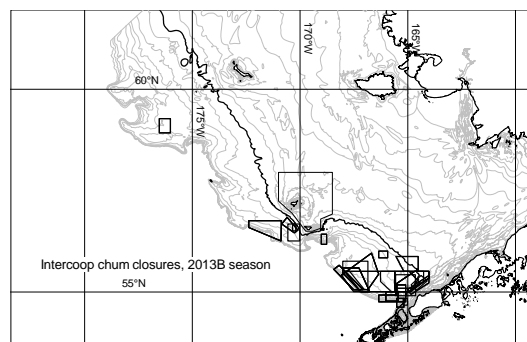 170°W
165°W
60°N
175°W
Intercoop chum closures, 2013B season
55°N